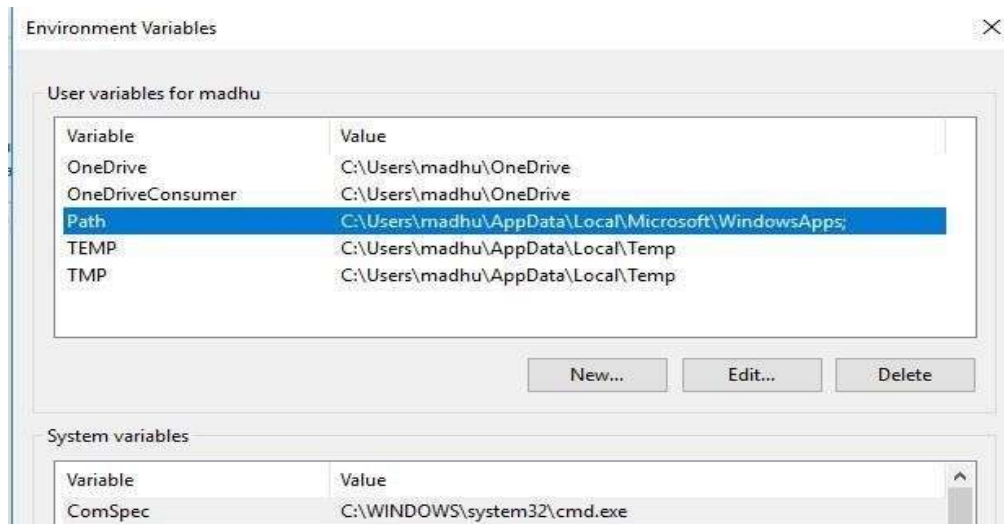 Environment Variables
User variables for madhu
Variable Value
OneDrive C:\Users\madhu\OneDrive
OneDriveConsumer C:\Users\madhu\OneDrive
Path C:\Users\madhu\AppData\Local\Microsoft\WindowsApps;
TEMP C:\Users\madhu\AppData\Local\Temp
TMP C:\Users\madhu\AppData\Local\Temp
New... Edit... Delete
System variables
Variable Value
ComSpec C:\WINDOWS\system32\cmd.exe